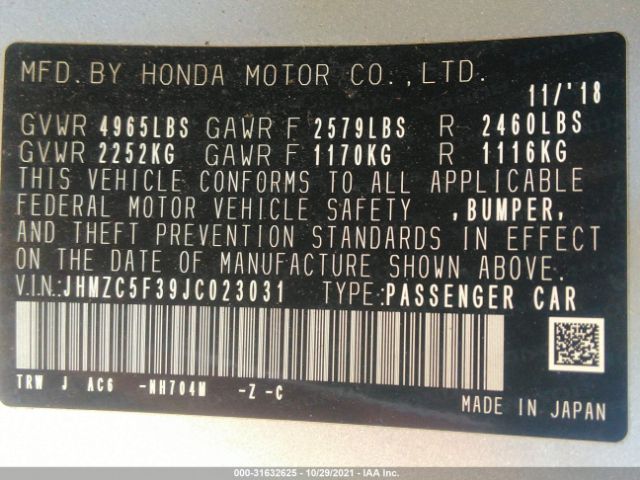 MFD. BY HONDA MOTOR CO., LTD.
11/'18
GVWR 4965LBS GAWR F 2579LBS R 2460LBS
GVWR 2252KG GAWR F 1170KG R 1116KG
THIS VEHICLE CONFORMS TO ALL APPLICABLE
FEDERAL MOTOR VEHICLE SAFETY ,BUMPER,
AND THEFT PREVENTION STANDARDS IN EFFECT
ON THE DATE OF MANUFACTURE SHOWN ABOVE.
V.I.N.:JHMZC5F39JC023031 TYPE:PASSENGER CAR
TRW J AC6 -NH704M -Z -C
MADE IN JAPAN
000-31632625 - 10/29/2021 - IAA Inc.